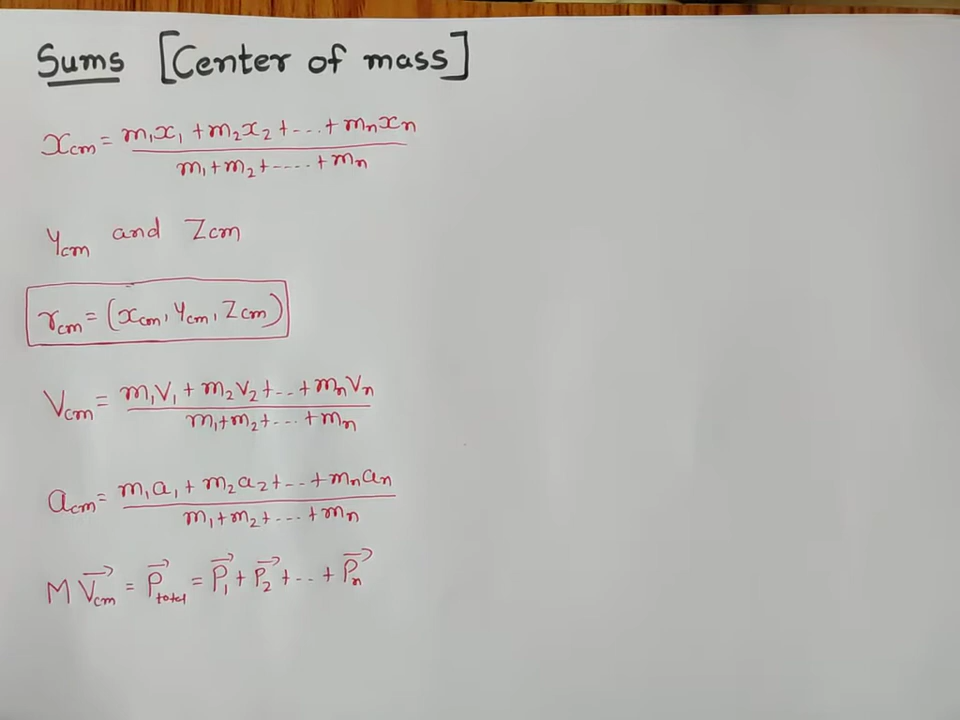 Sums [Center of mass]
xcm = m₁x₁ + m₂x₂ + ... + mₙxₙ / m₁ + m₂ + .... + mₙ
Ycm and Zcm
rcm = (xcm, Ycm, Zcm)
Vcm = m₁V₁ + m₂V₂ + ... + mₙVₙ / m₁ + m₂ + ... + mₙ
acm = m₁a₁ + m₂a₂ + ... + mₙaₙ / m₁ + m₂ + ... + mₙ
M V⃗cm = P⃗total = P⃗₁ + P⃗₂ + ... + P⃗ₙ